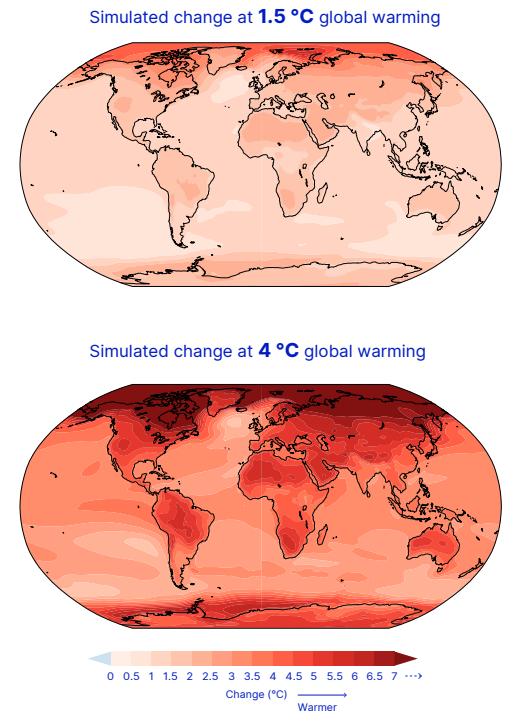 Simulated change at 1.5 °C global warming
Simulated change at 4 °C global warming
0 0.5 1 1.5 2 2.5 3 3.5 4 4.5 5 5.5 6 6.5 7
Change (°C)
Warmer